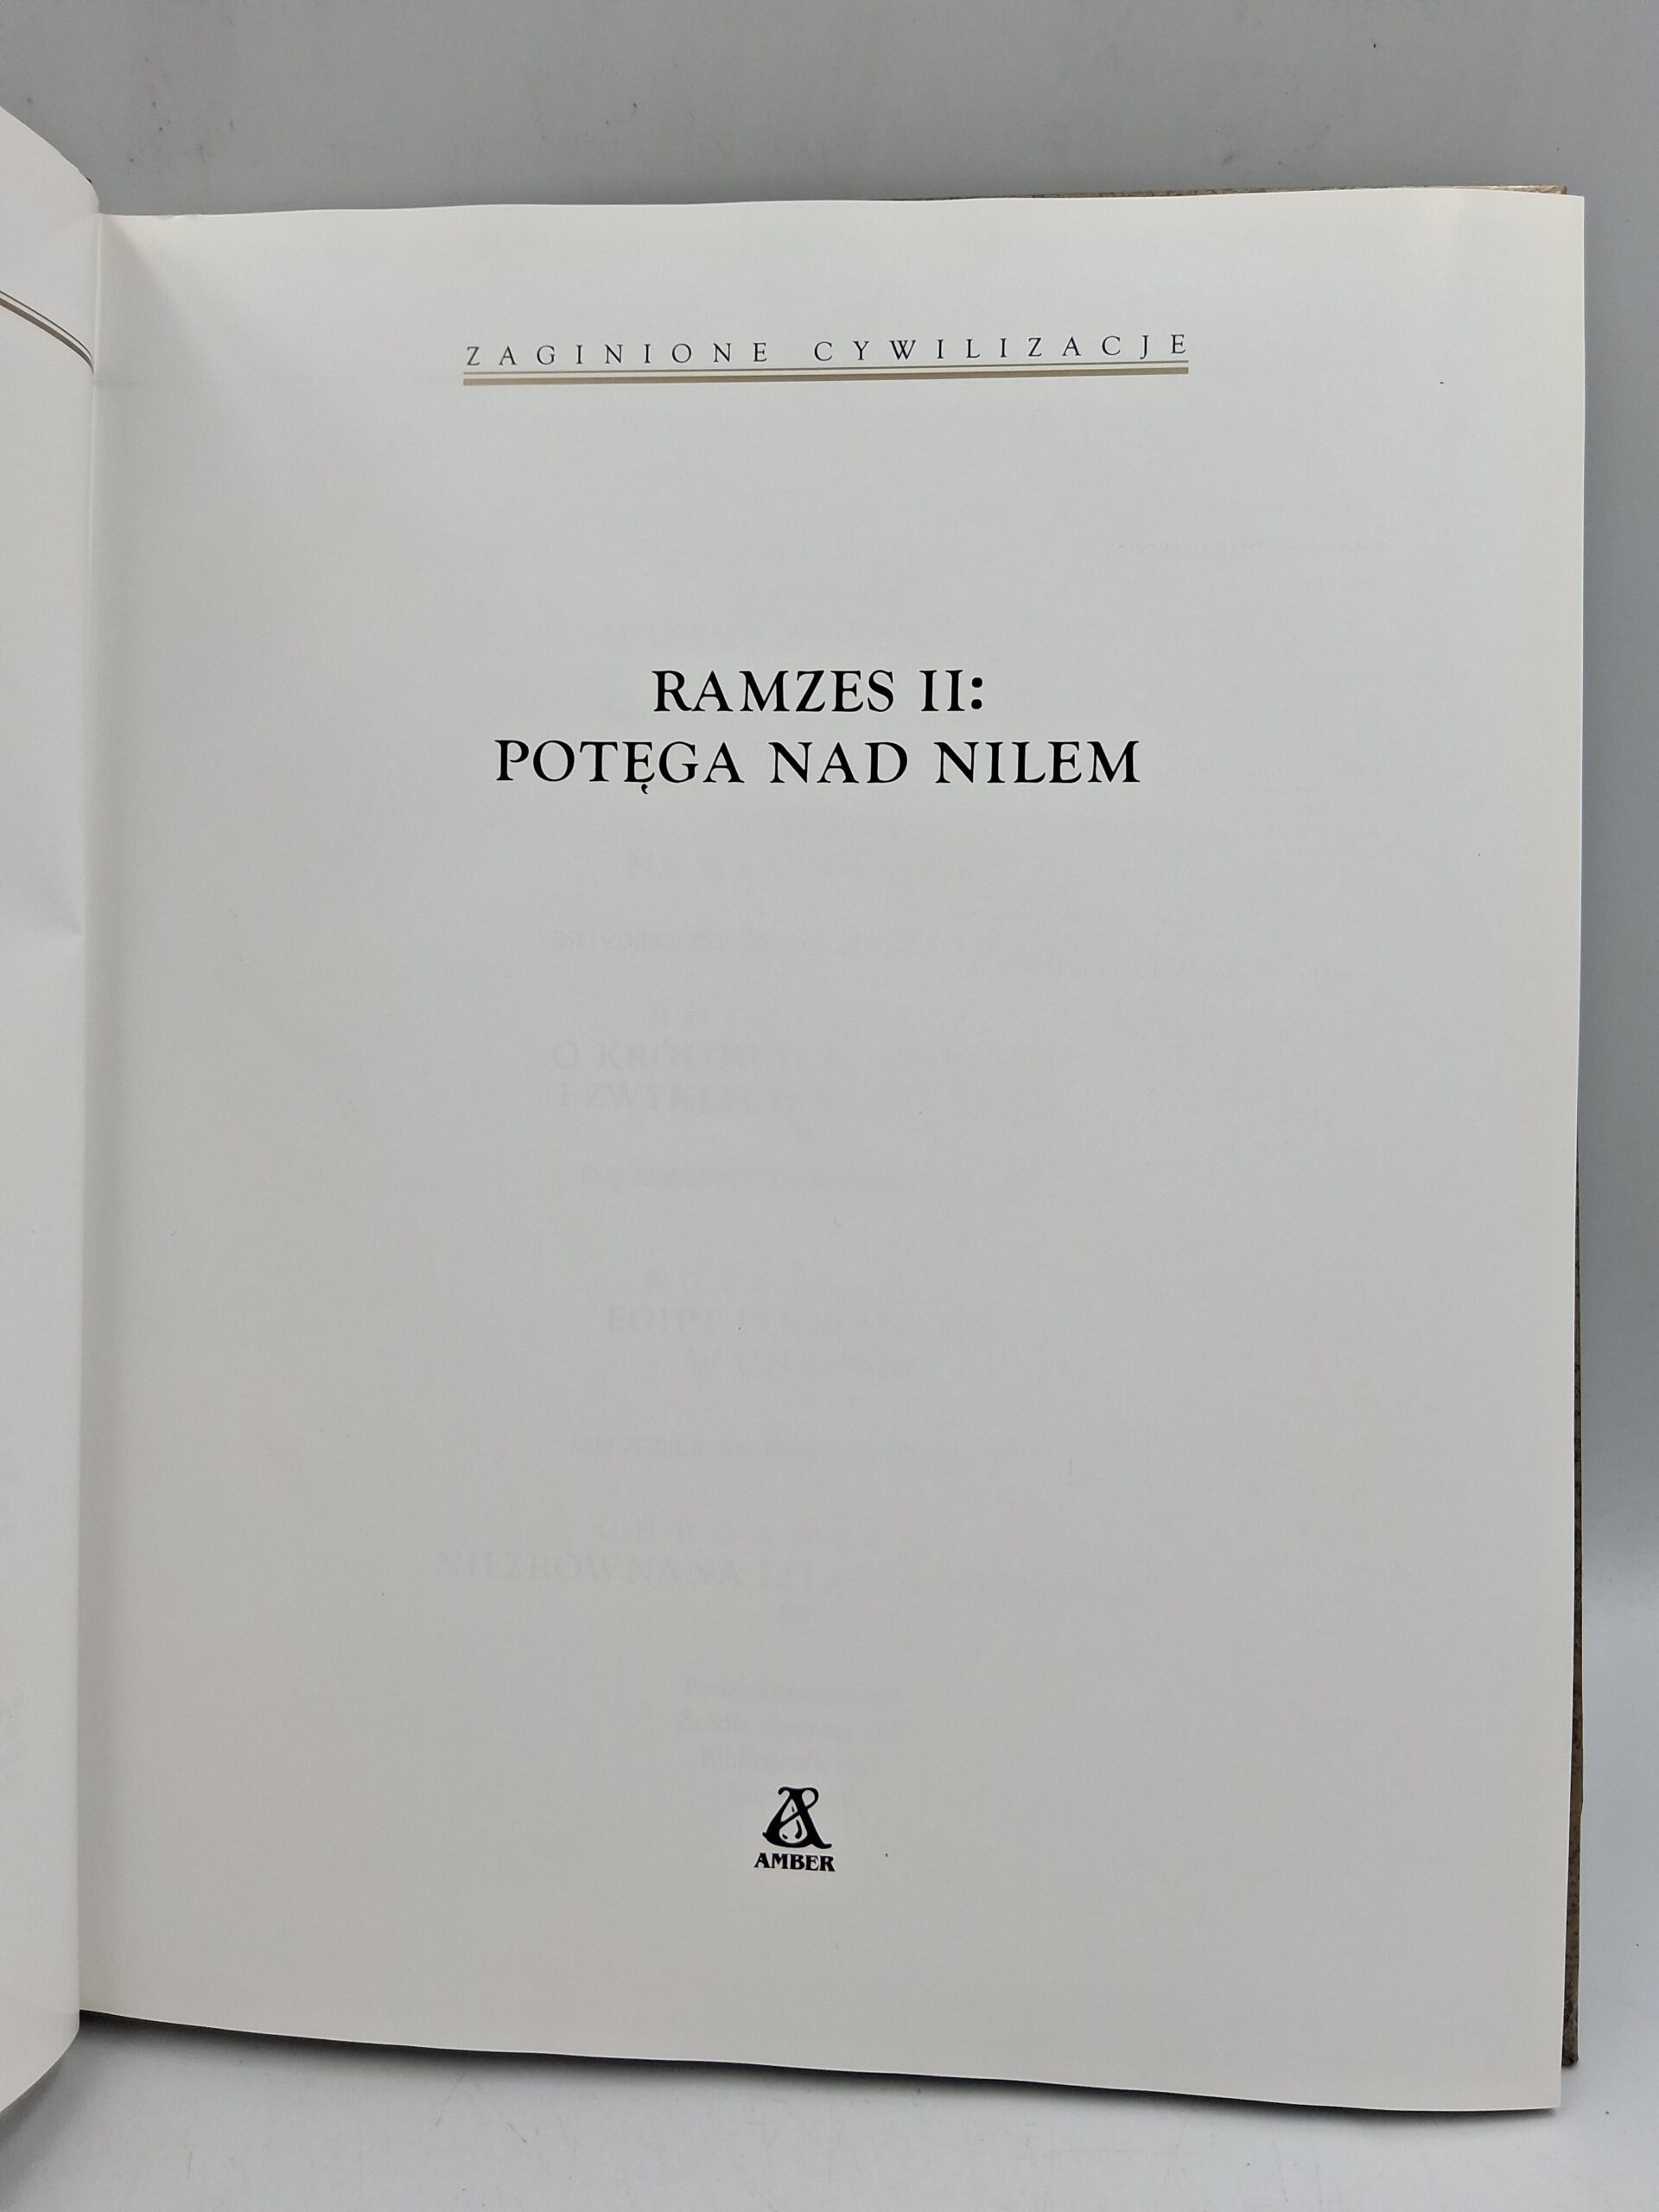 ZAGINIONE CYWILIZACJE
RAMZES II:
POTĘGA NAD NILEM
AMBER